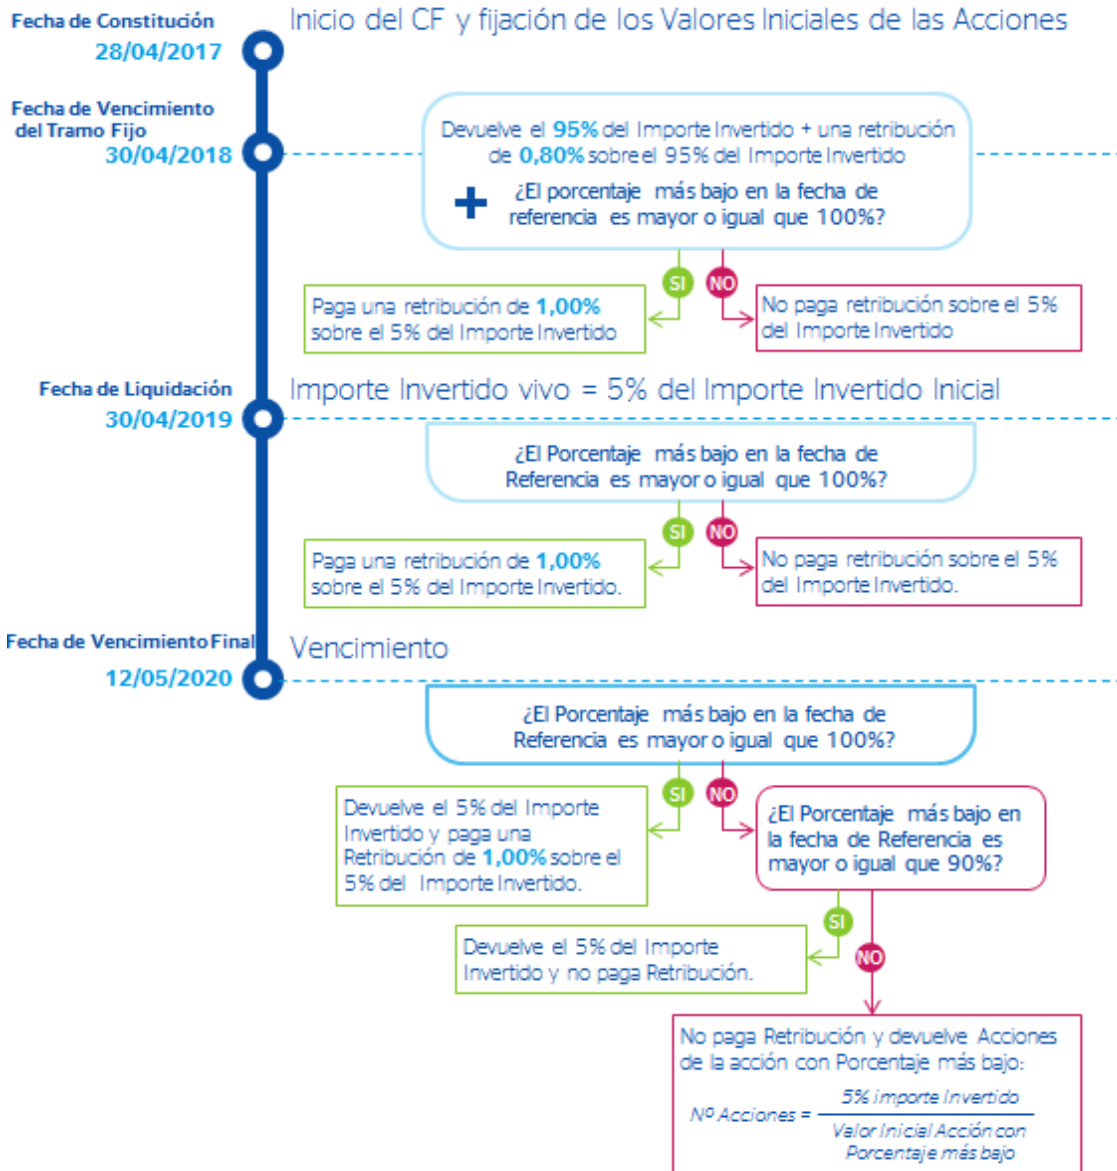 Fecha de Constitución
28/04/2017
Inicio del CF y fijación de los Valores Iniciales de las Acciones
Fecha de Vencimiento
del Tramo Fijo
30/04/2018
Devuelve el 95% del Importe Invertido + una retribución
de 0,80% sobre el 95% del Importe Invertido
+
¿El porcentaje más bajo en la fecha de
referencia es mayor o igual que 100%?
SI
NO
Paga una retribución de 1,00%
sobre el 5% del Importe Invertido
No paga retribución sobre el 5%
del Importe Invertido
Fecha de Liquidación
30/04/2019
Importe Invertido vivo = 5% del Importe Invertido Inicial
¿El Porcentaje más bajo en la fecha de
Referencia es mayor o igual que 100%?
SI
NO
Paga una retribución de 1,00%
sobre el 5% del Importe Invertido.
No paga retribución sobre el 5%
del Importe Invertido.
Fecha de Vencimiento Final
12/05/2020
Vencimiento
¿El Porcentaje más bajo en la fecha de
Referencia es mayor o igual que 100%?
SI
NO
Devuelve el 5% del Importe
Invertido y paga una
Retribución de 1,00% sobre el
5% del Importe Invertido.
¿El Porcentaje más bajo en
la fecha de Referencia es
mayor o igual que 90%?
SI
NO
Devuelve el 5% del Importe
Invertido y no paga Retribución.
No paga Retribución y devuelve Acciones
de la acción con Porcentaje más bajo:
Nº Acciones =
5% importe Invertido
Valor Inicial Acción con
Porcentaje más bajo